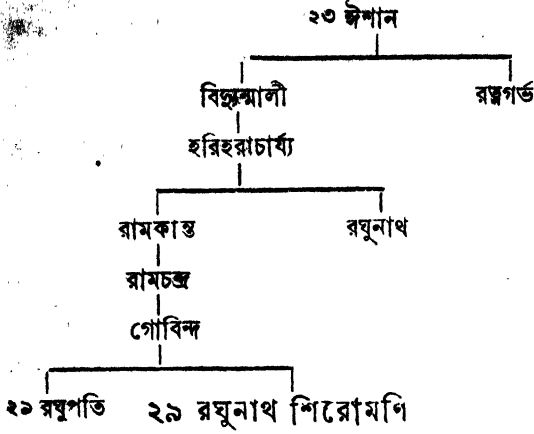 ২৩ ঈশান
বিদ্যুন্মালী রত্নগর্ভ
হরিহরাচার্য্য
রামকান্ত রঘুনাথ
রামচন্দ্র
গোবিন্দ
২৯ রঘুপতি ২৯ রঘুনাথ শিরোমণি